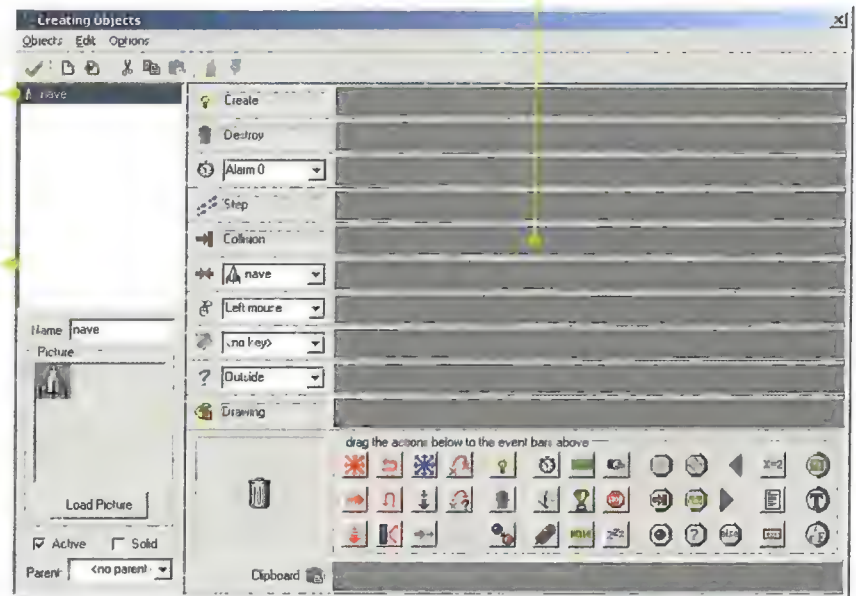 Creating Objects
Objects Edit Options
nave
Create
Destroy
Alarm 0
Step
Collision
nave
Left mouse
<no key>
Outside
Drawing
Name nave
Picture
Load Picture
Active Solid
Parent <no parent>
drag the actions below to the event bars above
X=2
else
Clipboard